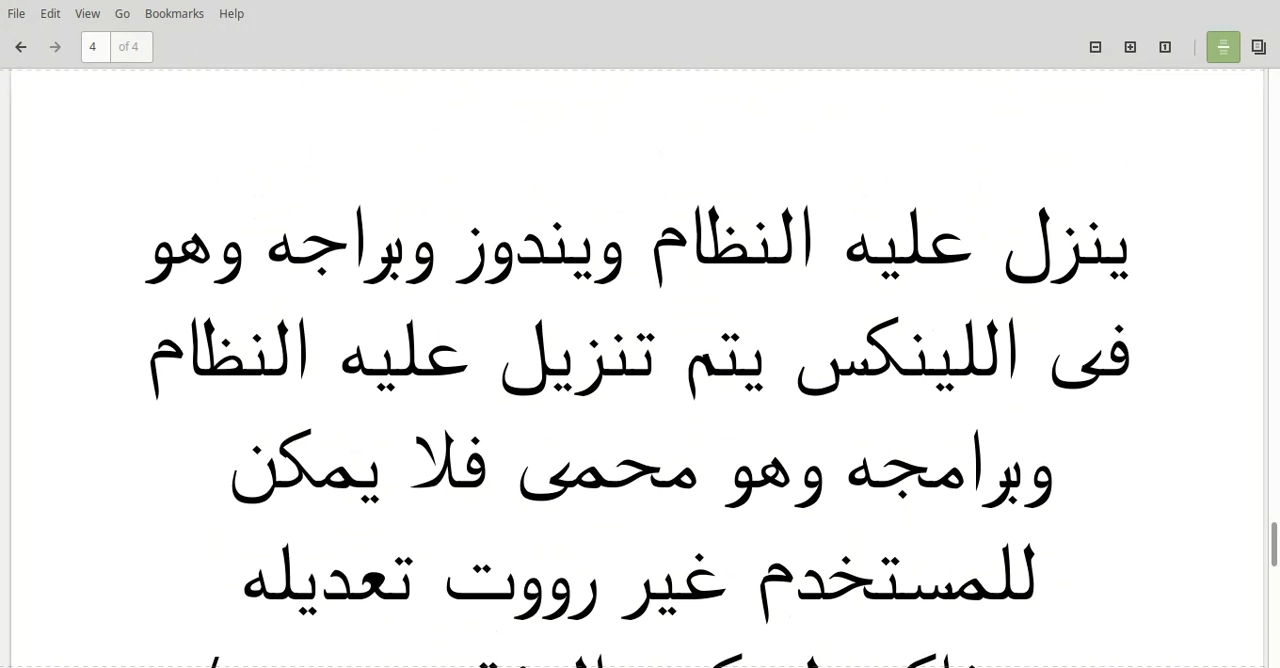 File Edit View Go Bookmarks Help
4 of 4
ينزل عليه النظام ويندوز وبراجه وهو
فى اللينكس يتم تنزيل عليه النظام
وبرامجه وهو محمى فلا يمكن
للمستخدم غير رووت تعديله